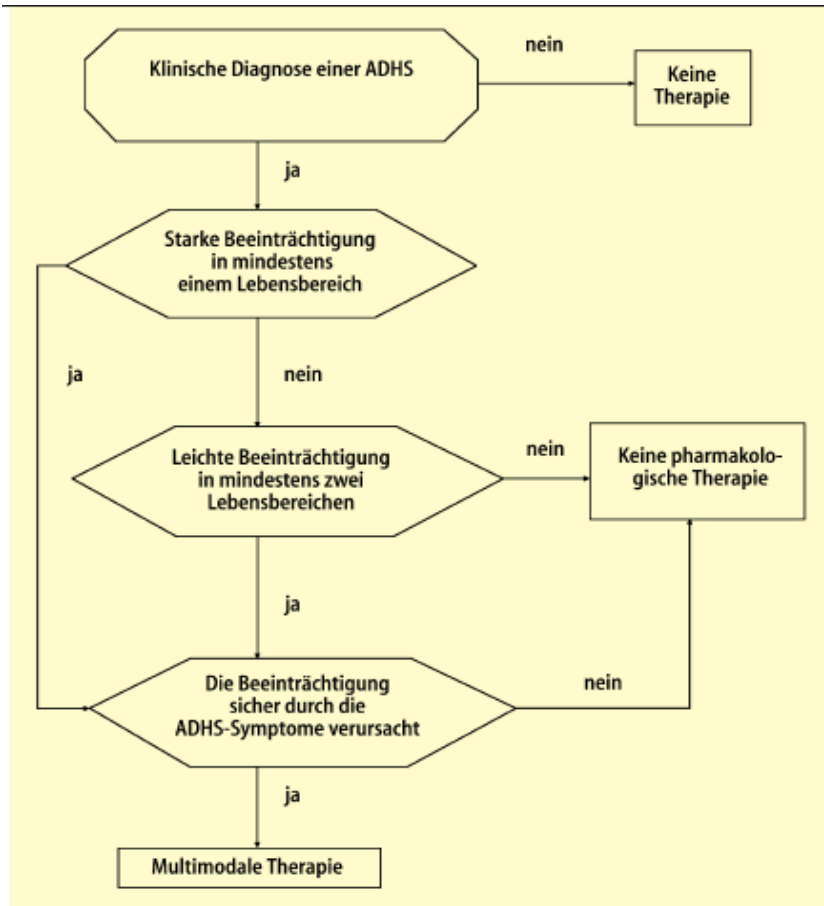 Klinische Diagnose einer ADHS
nein
Keine
Therapie
ja
Starke Beeinträchtigung
in mindestens
einem Lebensbereich
ja
nein
Leichte Beeinträchtigung
in mindestens zwei
Lebensbereichen
nein
Keine pharmakolo-
gische Therapie
ja
Die Beeinträchtigung
sicher durch die
ADHS-Symptome verursacht
nein
ja
Multimodale Therapie